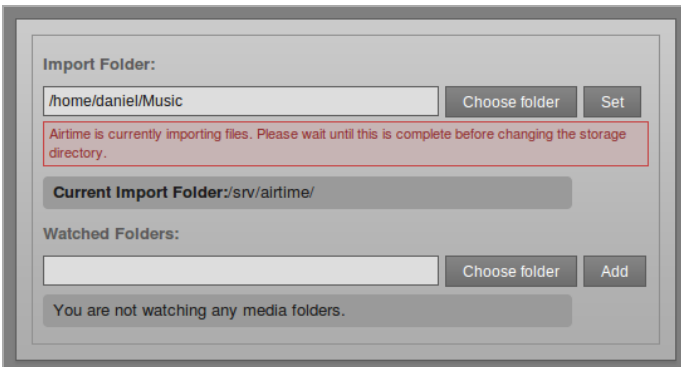 Import Folder:
/home/daniel/Music
Choose folder
Set
Airtime is currently importing files. Please wait until this is complete before changing the storage
directory.
Current Import Folder:/srv/airtime/
Watched Folders:
Choose folder
Add
You are not watching any media folders.